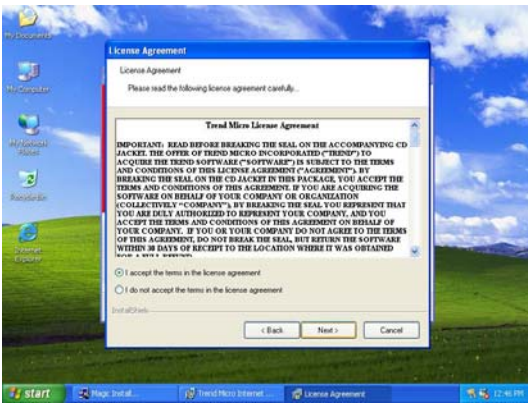 My Documents
License Agreement
License Agreement
Please read the following license agreement carefully...
My Computer
Trend Micro License Agreement
IMPORTANT: READ BEFORE BREAKING THE SEAL ON THE ACCOMPANYING CD
JACKET. THE OFFER OF TREND MICRO INCORPORATED ("TREND") TO
My Network
Places
ACQUIRE THE TREND SOFTWARE ("SOFTWARE") IS SUBJECT TO THE TERMS
AND CONDITIONS OF THIS LICENSE AGREEMENT ("AGREEMENT"). BY
BREAKING THE SEAL ON THE CD JACKET IN THIS PACKAGE, YOU ACCEPT THE
TERMS AND CONDITIONS OF THIS AGREEMENT. IF YOU ARE ACQUIRING THE
SOFTWARE ON BEHALF OF YOUR COMPANY OR ORGANIZATION
Recycle Bin
(COLLECTIVELY "COMPANY"), BY BREAKING THE SEAL YOU REPRESENT THAT
YOU ARE DULY AUTHORIZED TO REPRESENT YOUR COMPANY, AND YOU
ACCEPT THE TERMS AND CONDITIONS OF THIS AGREEMENT ON BEHALF OF
YOUR COMPANY. IF YOU OR YOUR COMPANY DO NOT AGREE TO THE TERMS
OF THIS AGREEMENT, DO NOT BREAK THE SEAL, BUT RETURN THE SOFTWARE
WITHIN 30 DAYS OF RECEIPT TO THE LOCATION WHERE IT WAS OBTAINED
FOR A FULL REFUND.
Internet
Explorer
I accept the terms in the license agreement
I do not accept the terms in the license agreement
InstallShield
< Back
Next >
Cancel
start
Magic Install...
Trend Micro Internet ...
License Agreement
12:46 PM